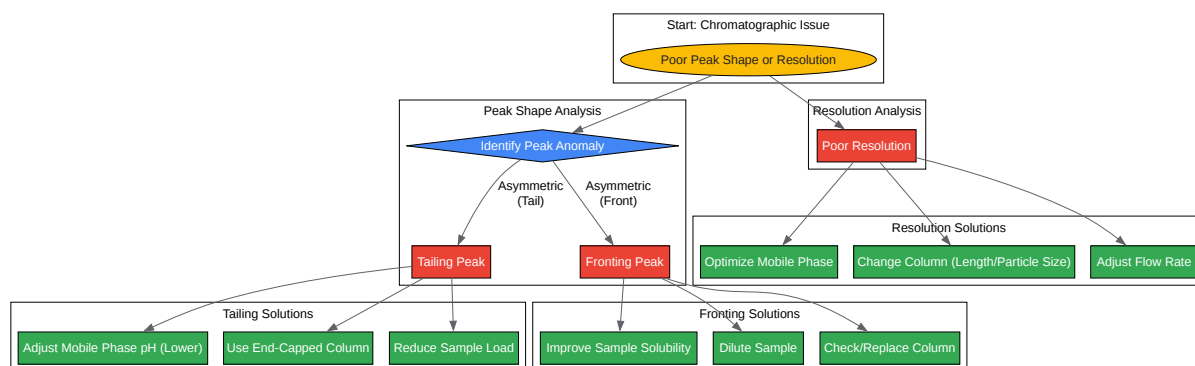 Start: Chromatographic Issue
Poor Peak Shape or Resolution
Peak Shape Analysis
Resolution Analysis
Identify Peak Anomaly
Poor Resolution
Asymmetric
(Tail)
Asymmetric
(Front)
Resolution Solutions
Tailing Peak
Fronting Peak
Optimize Mobile Phase
Change Column (Length/Particle Size)
Adjust Flow Rate
Tailing Solutions
Fronting Solutions
Adjust Mobile Phase pH (Lower)
Use End-Capped Column
Reduce Sample Load
Improve Sample Solubility
Dilute Sample
Check/Replace Column